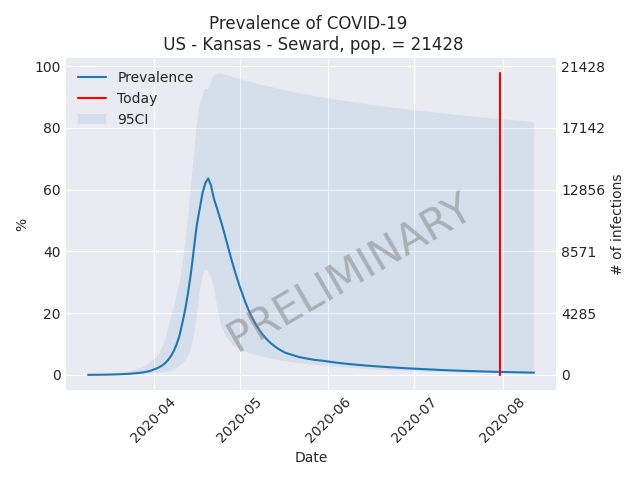 Prevalence of COVID-19
US - Kansas - Seward, pop. = 21428
Prevalence
Today
95CI
100
80
60
40
20
0
%
21428
17142
12856
8571
4285
0
# of infections
PRELIMINARY
2020-04
2020-05
2020-06
2020-07
2020-08
Date